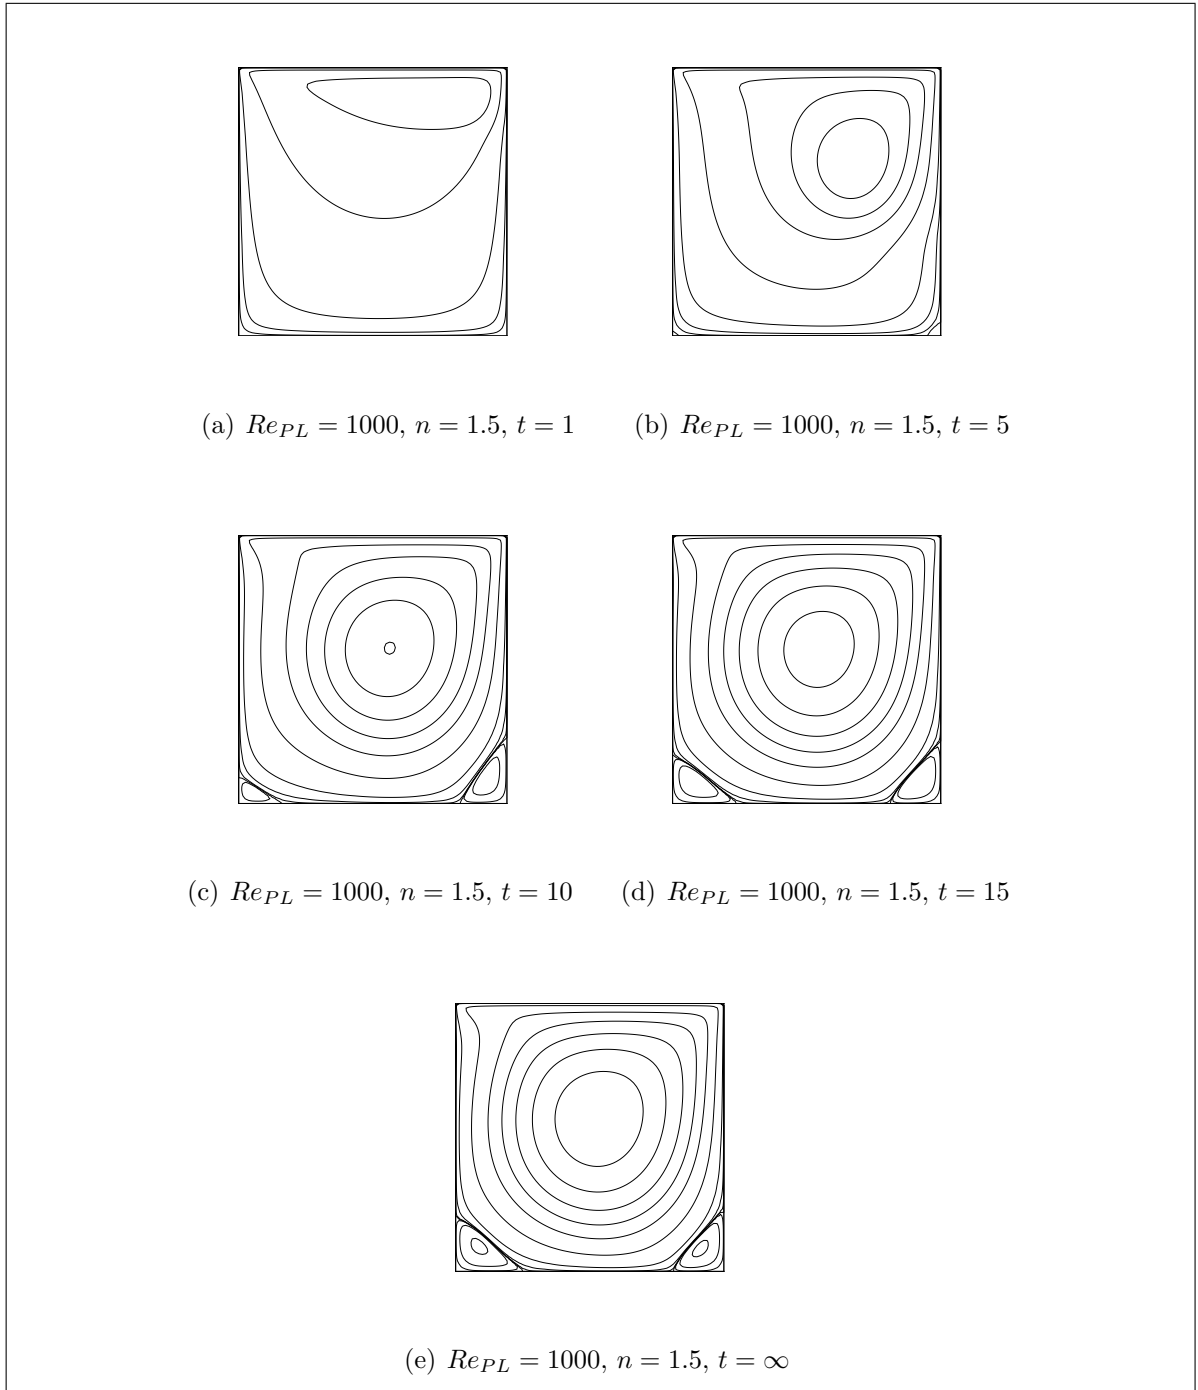 (a) Re_{PL} = 1000, n = 1.5, t = 1
(b) Re_{PL} = 1000, n = 1.5, t = 5
(c) Re_{PL} = 1000, n = 1.5, t = 10
(d) Re_{PL} = 1000, n = 1.5, t = 15
(e) Re_{PL} = 1000, n = 1.5, t = ∞